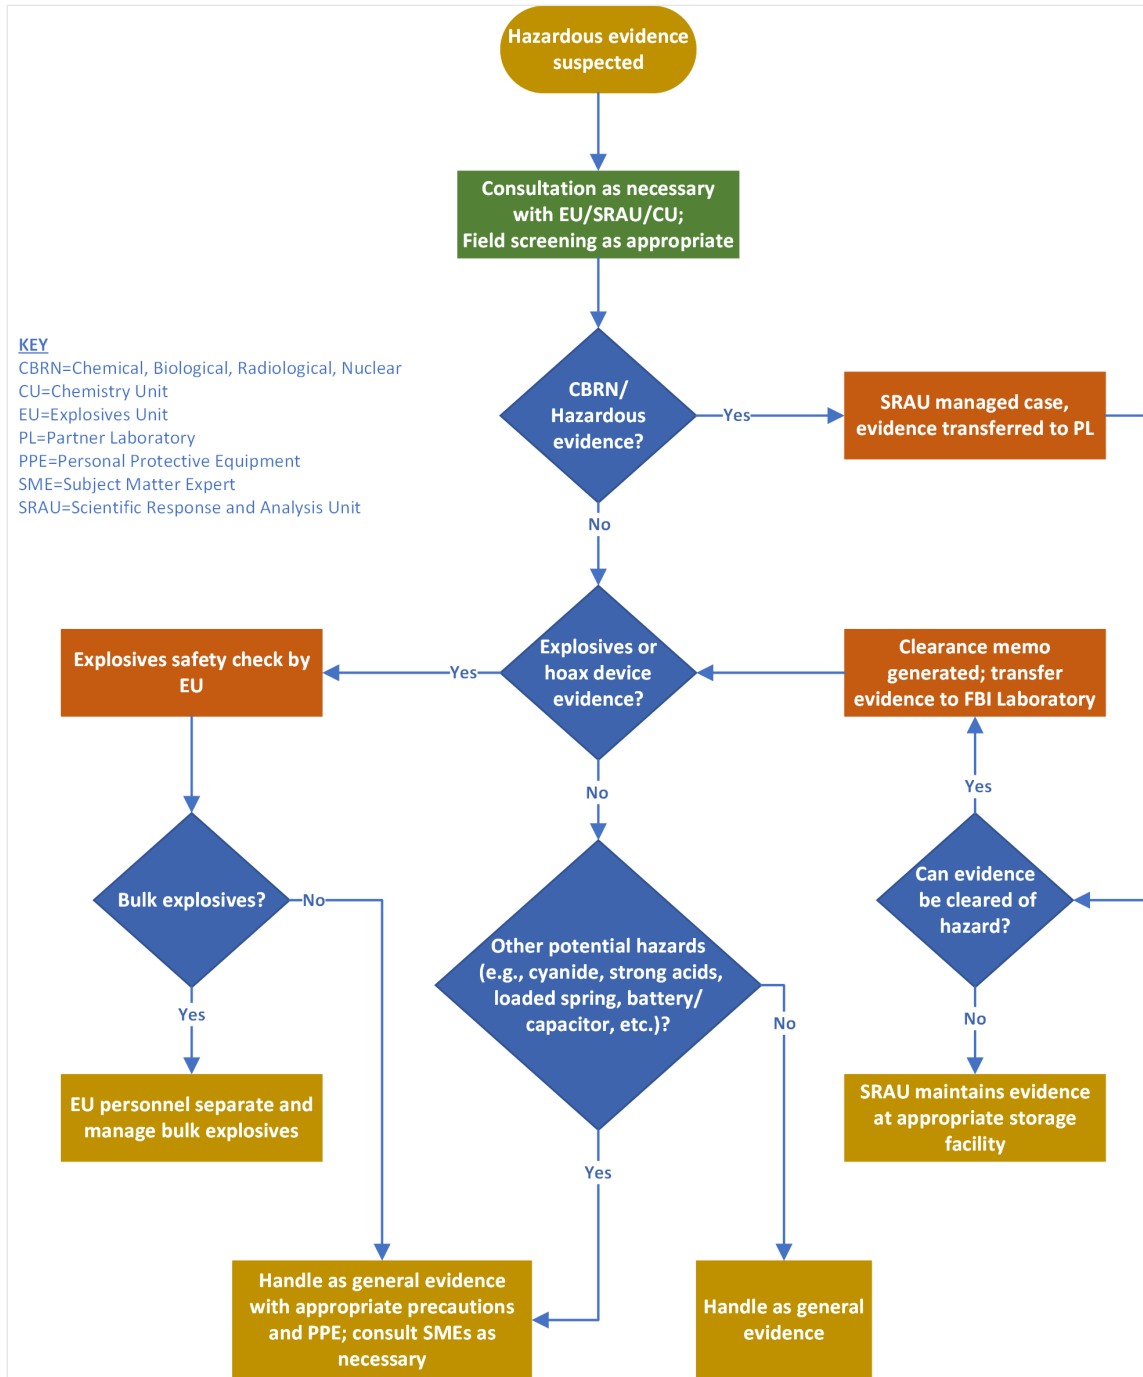 Hazardous evidence
suspected
Consultation as necessary
with EU/SRAU/CU;
Field screening as appropriate
KEY
CBRN=Chemical, Biological, Radiological, Nuclear
CU=Chemistry Unit
EU=Explosives Unit
PL=Partner Laboratory
PPE=Personal Protective Equipment
SME=Subject Matter Expert
SRAU=Scientific Response and Analysis Unit
CBRN/
Hazardous
evidence?
Yes
SRAU managed case,
evidence transferred to PL
No
Explosives safety check by
EU
Yes
Explosives or
hoax device
evidence?
Clearance memo
generated; transfer
evidence to FBI Laboratory
No
Yes
Bulk explosives?
No
Can evidence
be cleared of
hazard?
Other potential hazards
(e.g., cyanide, strong acids,
loaded spring, battery/
capacitor, etc.)?
Yes
No
No
EU personnel separate and
manage bulk explosives
SRAU maintains evidence
at appropriate storage
facility
Yes
Handle as general evidence
with appropriate precautions
and PPE; consult SMEs as
necessary
Handle as general
evidence